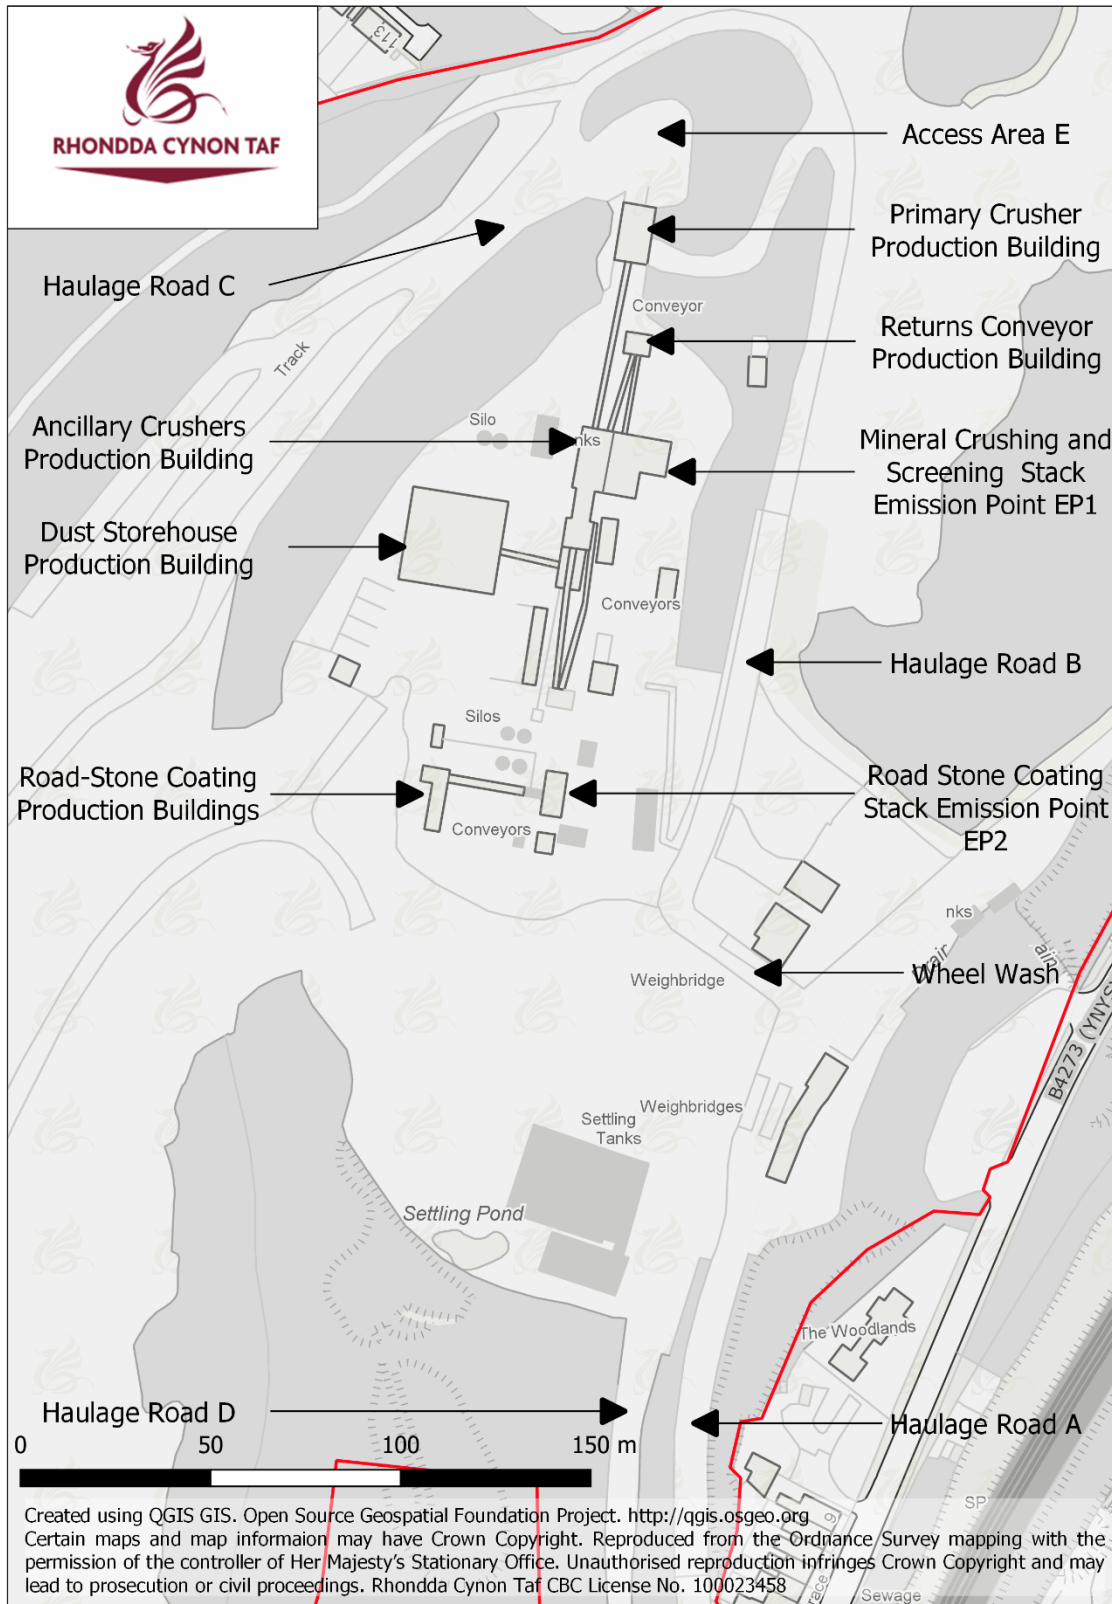 113
RHONDDA CYNON TAF
Access Area E
Primary Crusher
Production Building
Haulage Road C
Conveyor
Returns Conveyor
Production Building
Track
Silo
Ancillary Crushers
Production Building
nks
Mineral Crushing and
Screening Stack
Emission Point EP1
Dust Storehouse
Production Building
Conveyors
Haulage Road B
Silos
Road-Stone Coating
Production Buildings
Road Stone Coating
Stack Emission Point
EP2
Conveyors
nks
ain
Weighbridge
Wheel Wash
B4273 (YNYS
Weighbridges
Settling
Tanks
Settling Pond
The Woodlands
Haulage Road D
Haulage Road A
0 50 100 150 m
SP
9
Created using QGIS GIS. Open Source Geospatial Foundation Project. http://qgis.osgeo.org
Certain maps and map informaion may have Crown Copyright. Reproduced from the Ordnance Survey mapping with the
permission of the controller of Her Majesty's Stationary Office. Unauthorised reproduction infringes Crown Copyright and may
lead to prosecution or civil proceedings. Rhondda Cynon Taf CBC License No. 100023458
race
Sewage